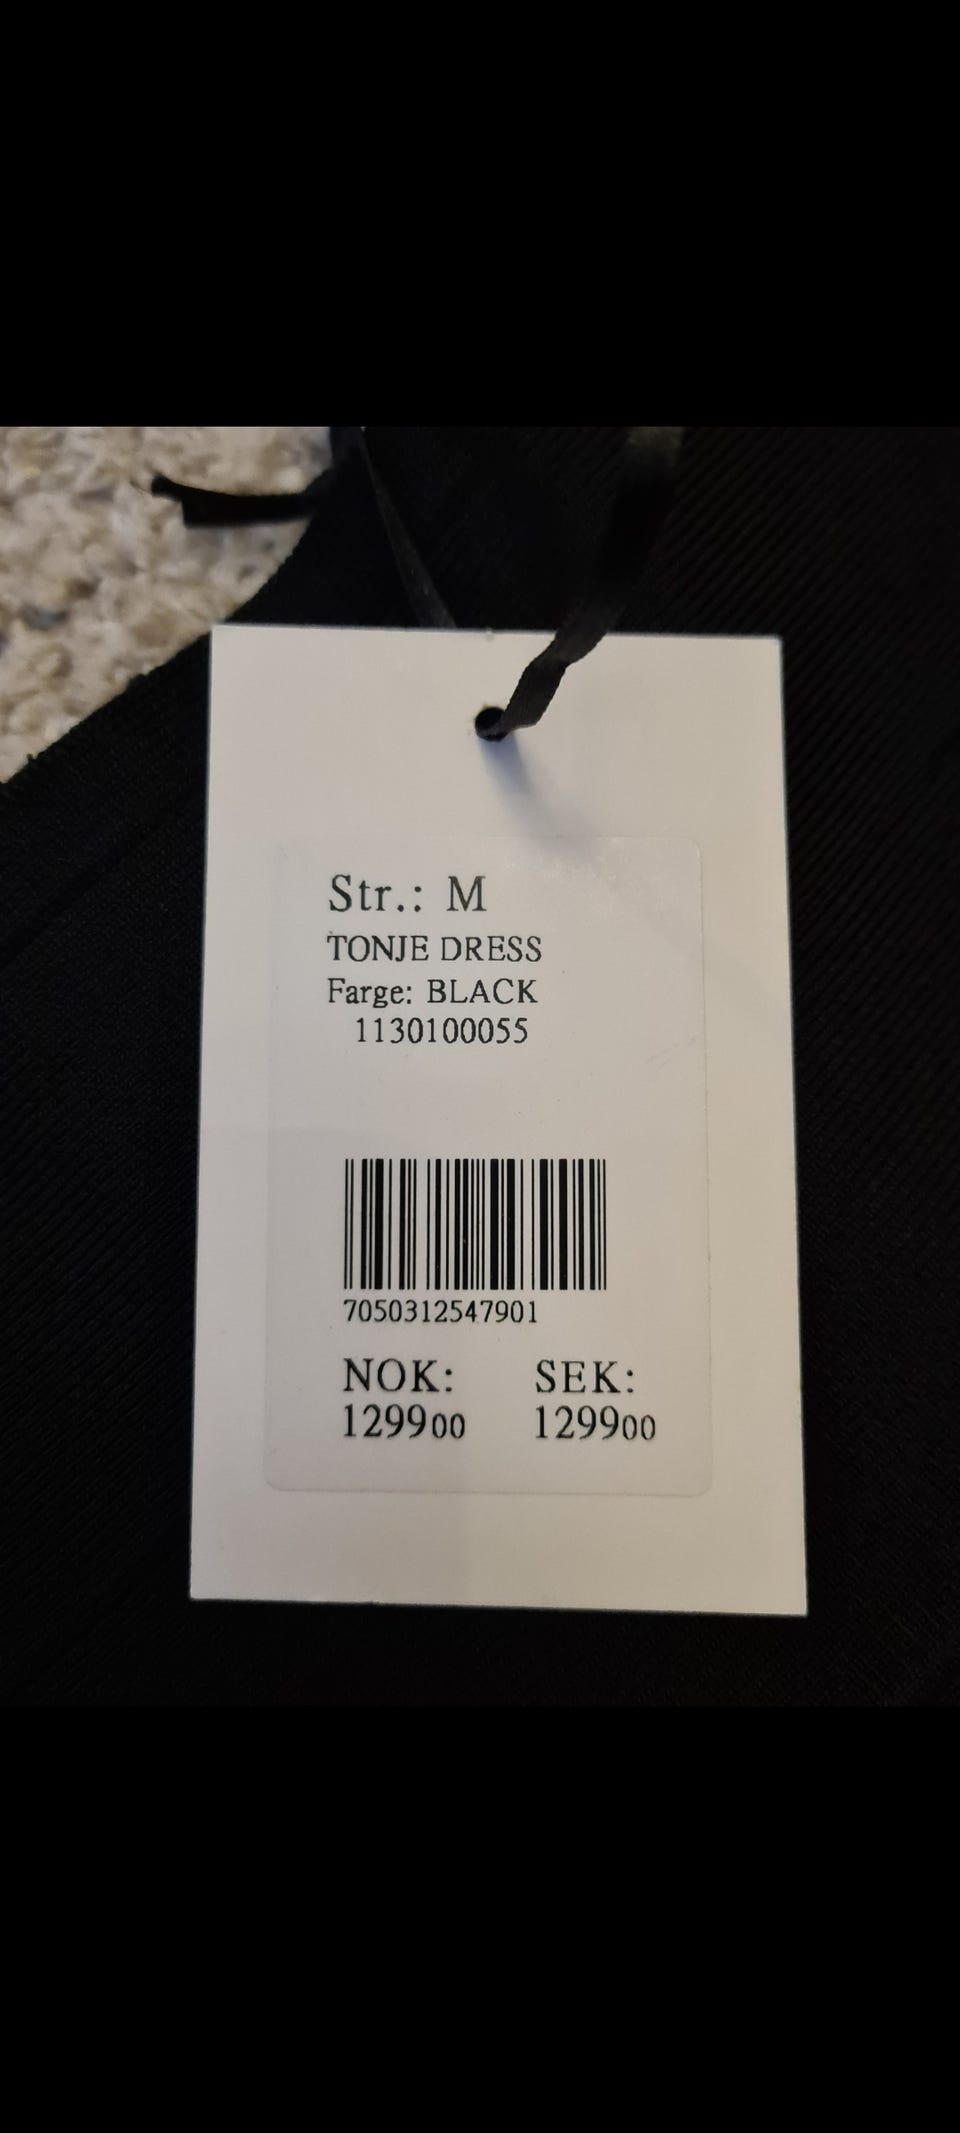 Str.: M
TONJE DRESS
Farge: BLACK
1130100055
7050312547901
NOK: SEK:
129900 129900